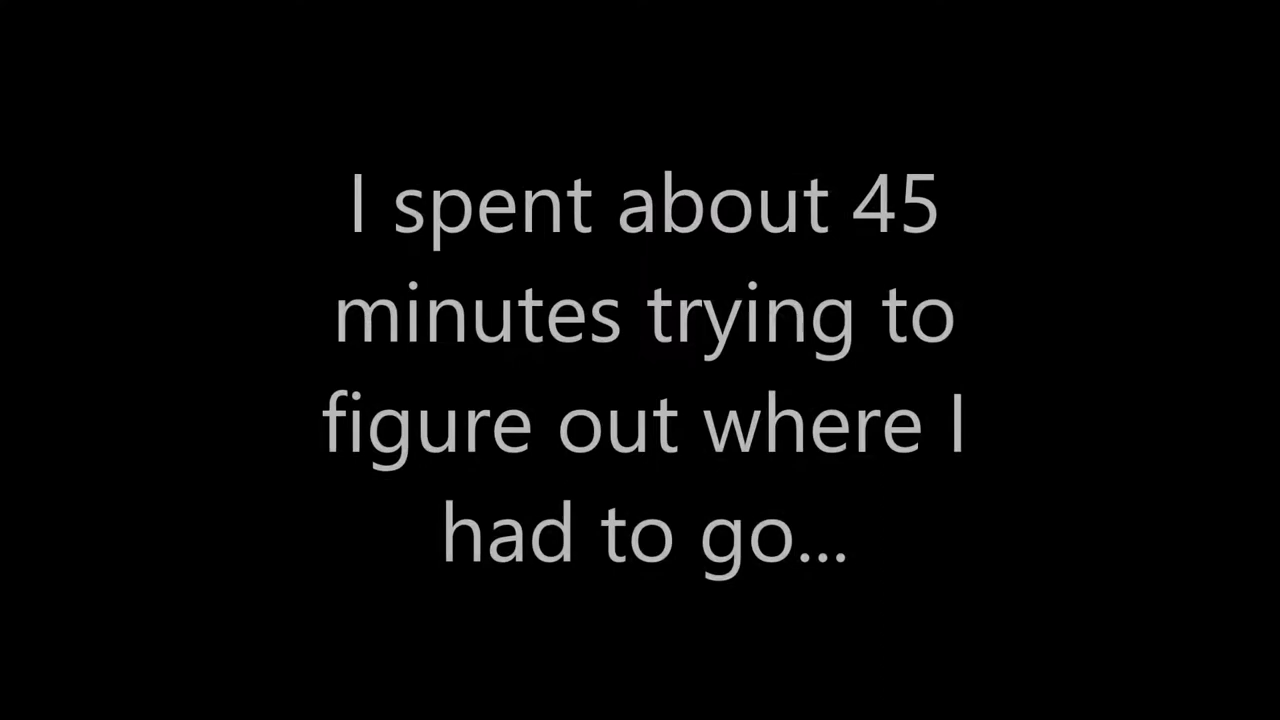 I spent about 45
minutes trying to
figure out where I
had to go...